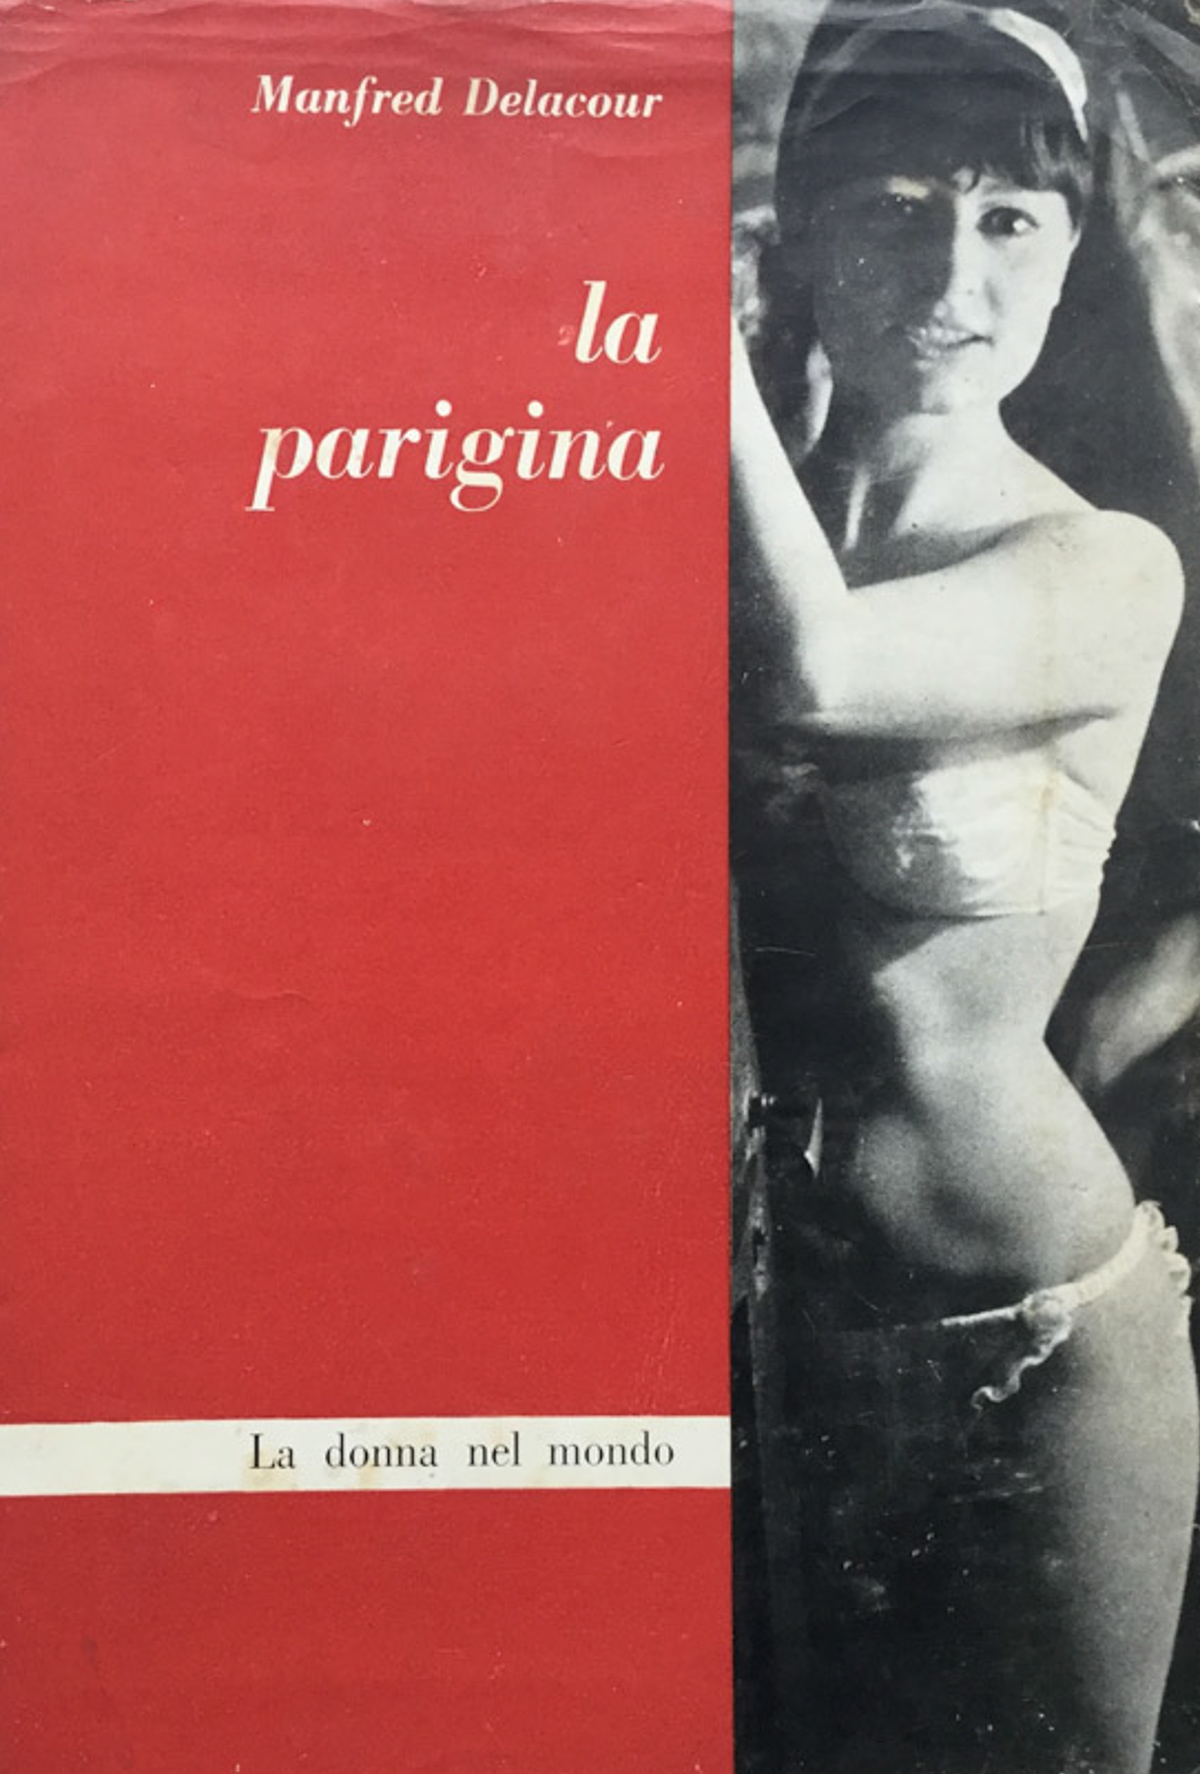 Manfred Delacour
la
parigina
La donna nel mondo